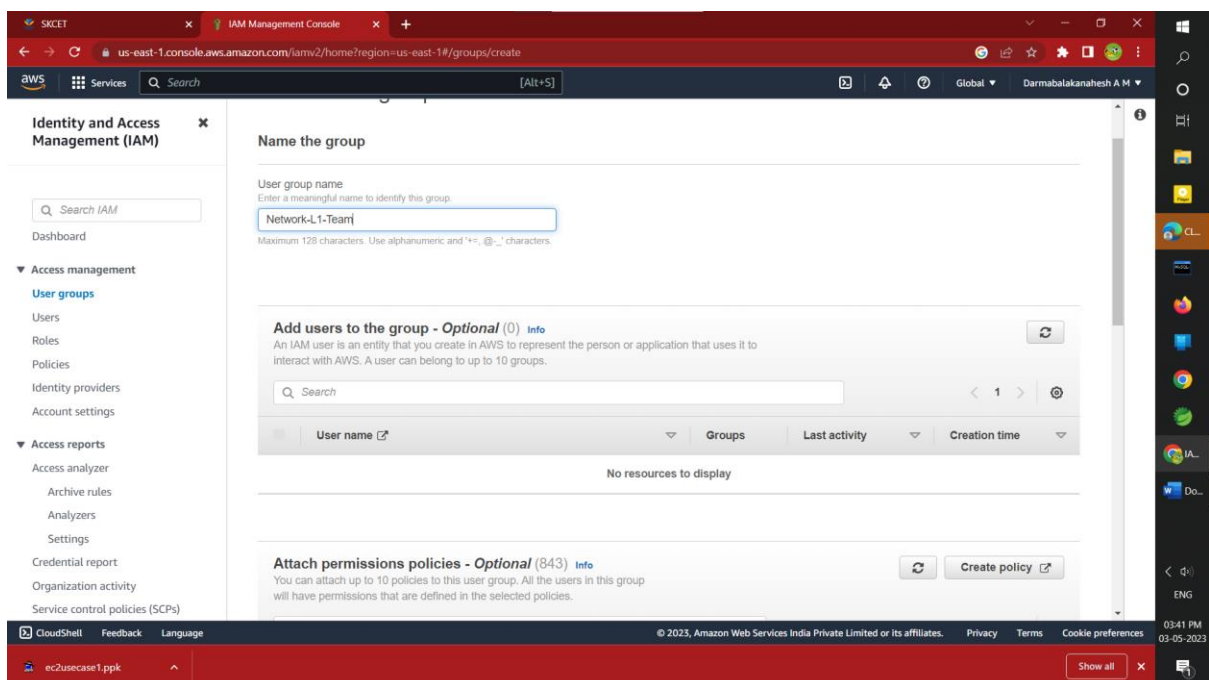 SKCET
IAM Management Console
us-east-1.console.aws.amazon.com/iamv2/home?region=us-east-1#/groups/create
aws
Services
Search
[Alt+S]
Global
Darmabalakanahesh A M
Identity and Access
Management (IAM)
Search IAM
Dashboard
Access management
User groups
Users
Roles
Policies
Identity providers
Account settings
Access reports
Access analyzer
Archive rules
Analyzers
Settings
Credential report
Organization activity
Service control policies (SCPs)
Name the group
User group name
Enter a meaningful name to identify this group.
Network-L1-Team
Maximum 128 characters. Use alphanumeric and '+=,.@-_' characters.
Add users to the group - Optional (0) Info
An IAM user is an entity that you create in AWS to represent the person or application that uses it to
interact with AWS. A user can belong to up to 10 groups.
Search
1
User name
Groups
Last activity
Creation time
No resources to display
Attach permissions policies - Optional (843) Info
You can attach up to 10 policies to this user group. All the users in this group
will have permissions that are defined in the selected policies.
Create policy
CloudShell
Feedback
Language
© 2023, Amazon Web Services India Private Limited or its affiliates.
Privacy
Terms
Cookie preferences
ec2usecase1.ppk
Show all
CL...
IA...
Do...
ENG
03:41 PM
03-05-2023